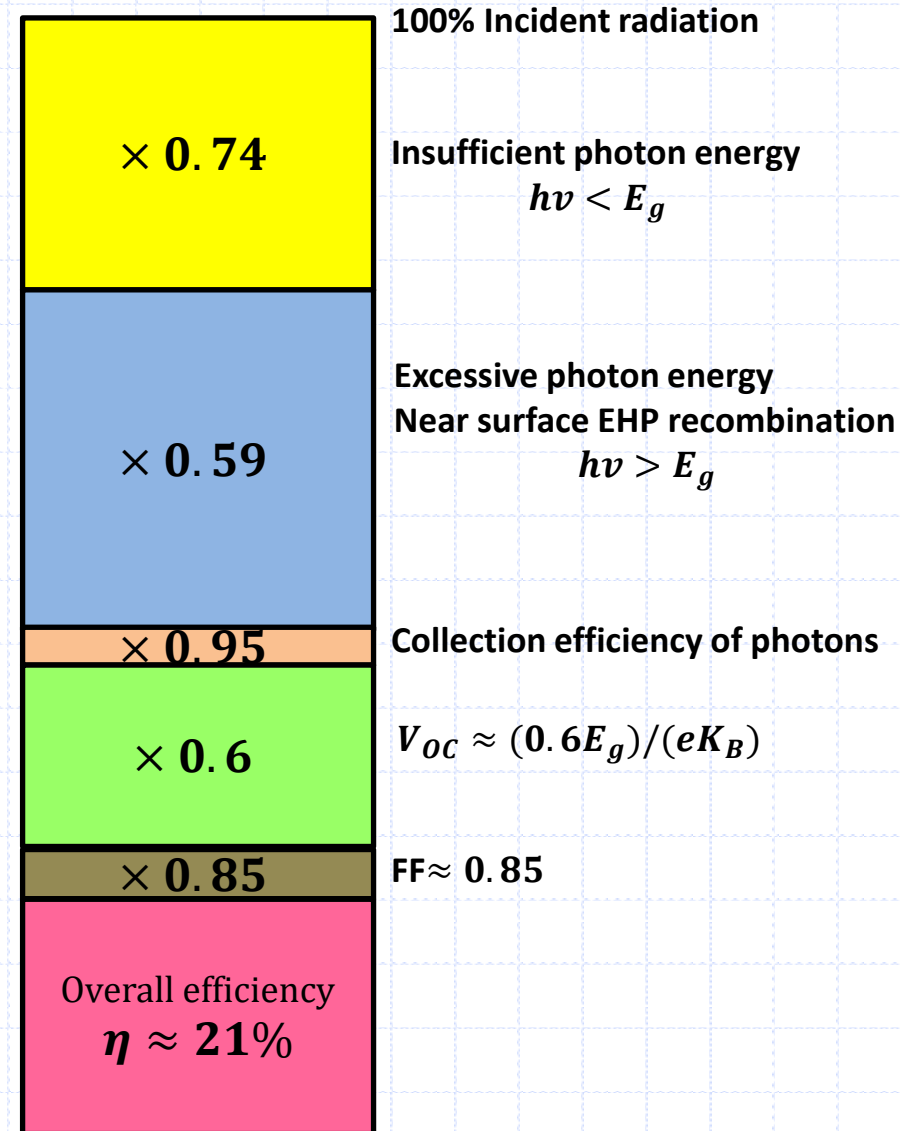 100% Incident radiation
× 0.74
Insufficient photon energy
hv < E_g
Excessive photon energy
Near surface EHP recombination
× 0.59
hv > E_g
× 0.95
Collection efficiency of photons
× 0.6
V_OC ≈ (0.6E_g)/(eK_B)
× 0.85
FF≈ 0.85
Overall efficiency
η ≈ 21%